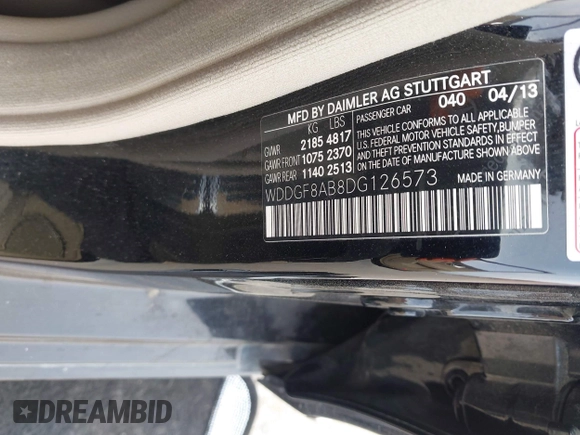 MFD BY DAIMLER AG STUTTGART
KG LBS PASSENGER CAR 040 04/13
GVWR 2185 4817
GAWR FRONT 1075 2370
GAWR REAR 1140 2513
THIS VEHICLE CONFORMS TO ALL APPLICABLE
U.S. FEDERAL MOTOR VEHICLE SAFETY, BUMPER
AND THEFT PREVENTION STANDARDS IN EFFECT
ON THE DATE OF MANUFACTURE SHOWN ABOVE.
WDDGF8AB8DG126573 MADE IN GERMANY
DREAMBID